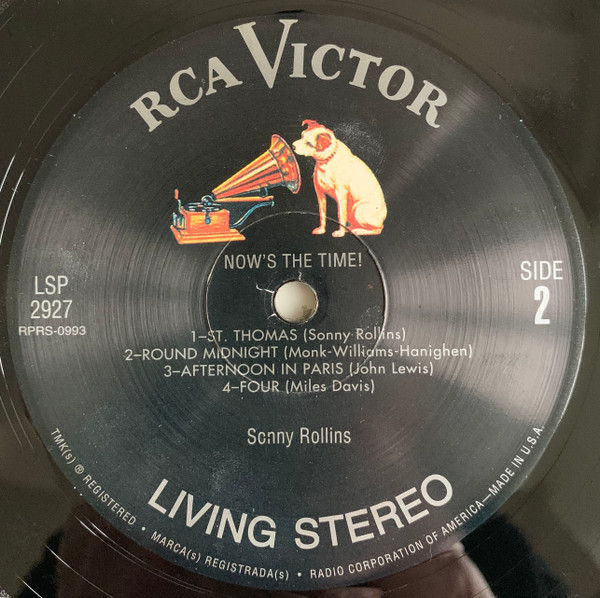 RCA VICTOR
NOW'S THE TIME!
LSP
2927
RPRS-0993
SIDE
2
1–ST. THOMAS (Sonny Rollins)
2–ROUND MIDNIGHT (Monk-Williams-Hanighen)
3–AFTERNOON IN PARIS (John Lewis)
4–FOUR (Miles Davis)
Sonny Rollins
LIVING STEREO
TMK(s) ® REGISTERED • MARCA(s) REGISTRADA(s) • RADIO CORPORATION OF AMERICA—MADE IN U.S.A.